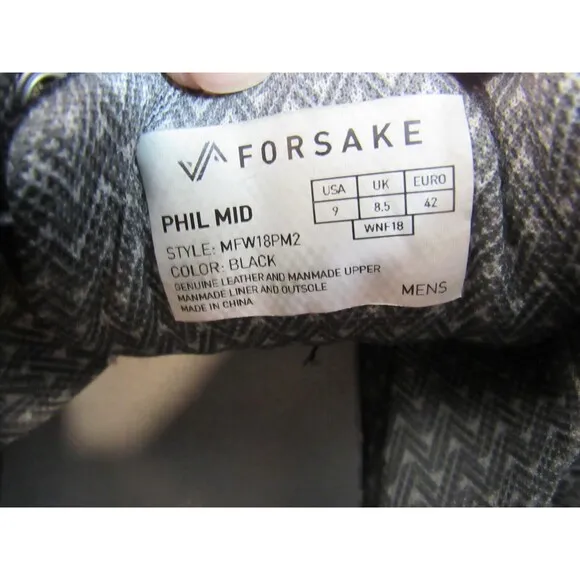 FORSAKE
PHIL MID
USA UK EURO
9 8.5 42
WNF18
STYLE: MFW18PM2
COLOR: BLACK
GENUINE LEATHER AND MANMADE UPPER
MANMADE LINER AND OUTSOLE
MADE IN CHINA
MENS